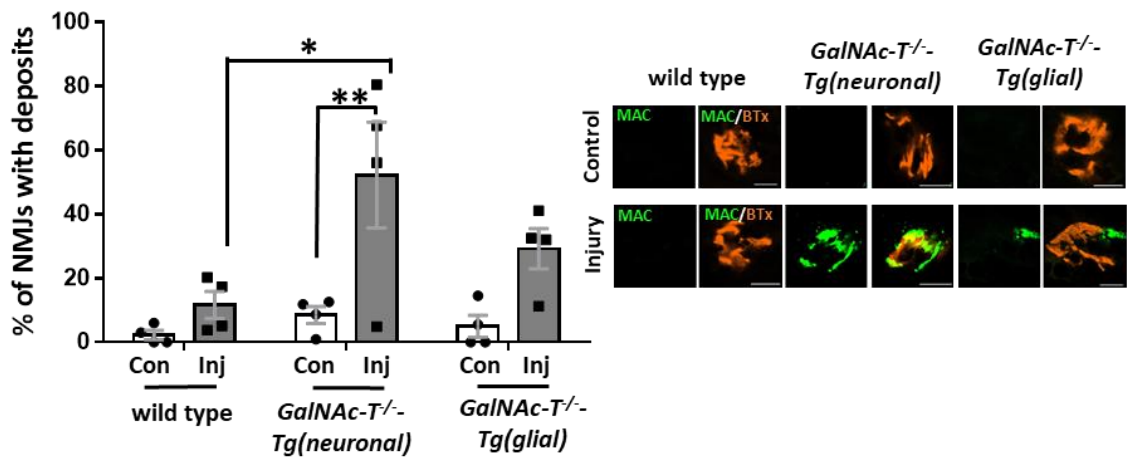 100
80
60
40
20
0
% of NMJs with deposits
*
**
Con Inj Con Inj Con Inj
wild type
GalNAc-T-/--
Tg(neuronal)
GalNAc-T-/--
Tg(glial)
wild type
GalNAc-T-/--
Tg(neuronal)
GalNAc-T-/--
Tg(glial)
Control
MAC MAC/BTx
Injury
MAC MAC/BTx